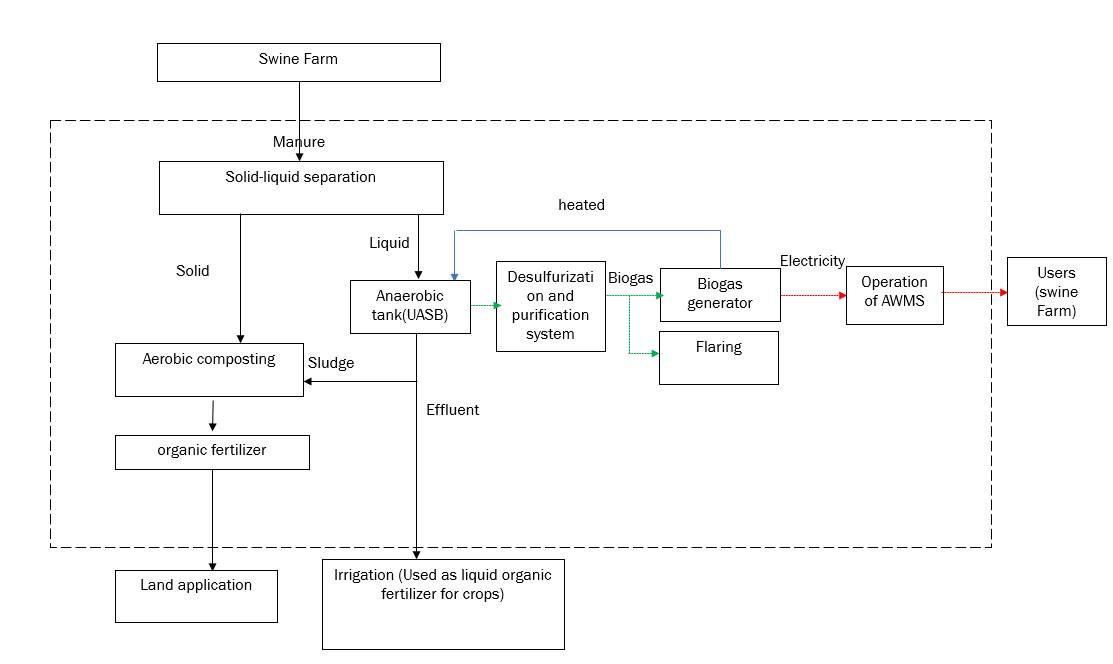 Swine Farm
Manure
Solid-liquid separation
heated
Liquid
Solid
Anaerobic
tank(UASB)
Desulfurizati
on and
purification
system
Biogas
Biogas
generator
Electricity
Operation
of AWMS
Users
(swine
Farm)
Flaring
Aerobic composting
Sludge
Effluent
organic fertilizer
Land application
Irrigation (Used as liquid organic
fertilizer for crops)